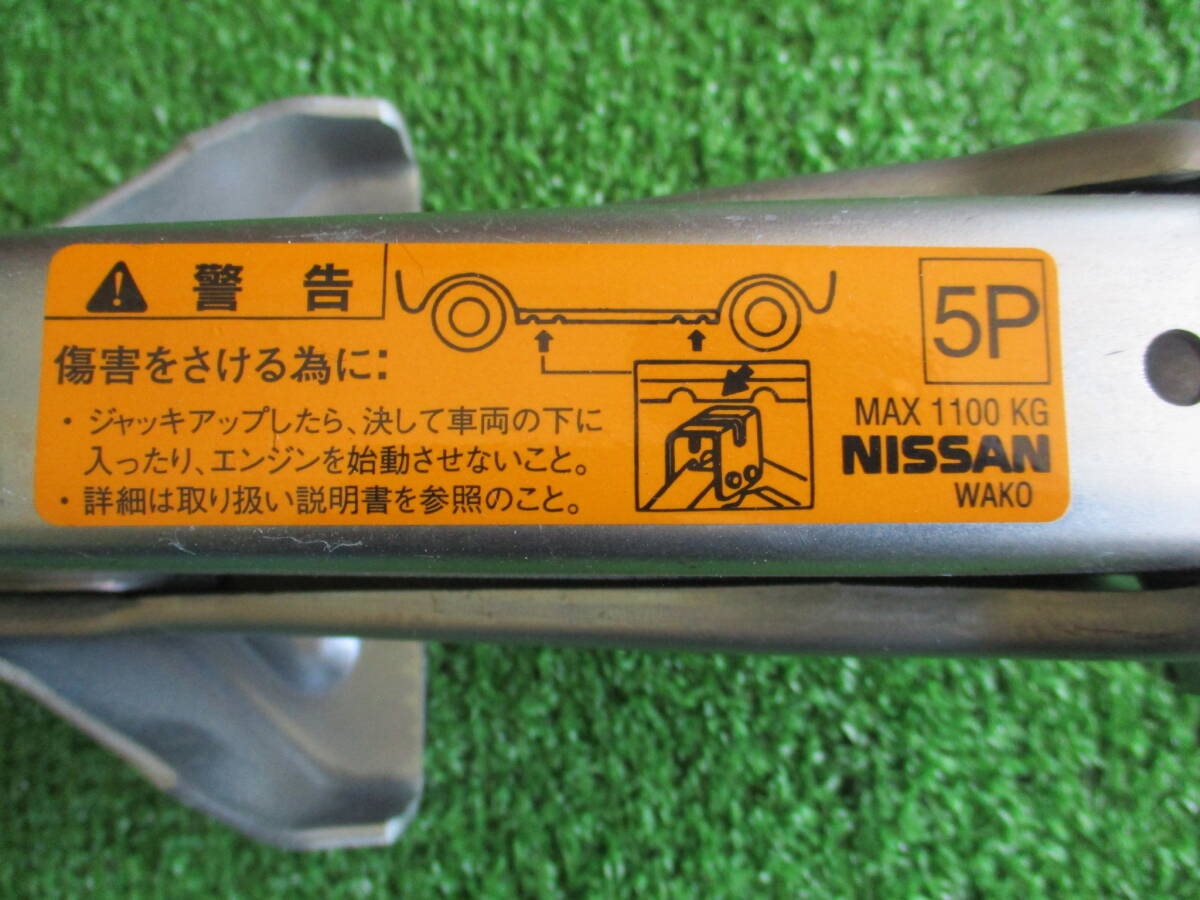 警告
傷害をさける為に:
・ジャッキアップしたら、決して車両の下に
入ったり、エンジンを始動させないこと。
・詳細は取り扱い説明書を参照のこと。
5P
MAX 1100 KG
NISSAN
WAKO